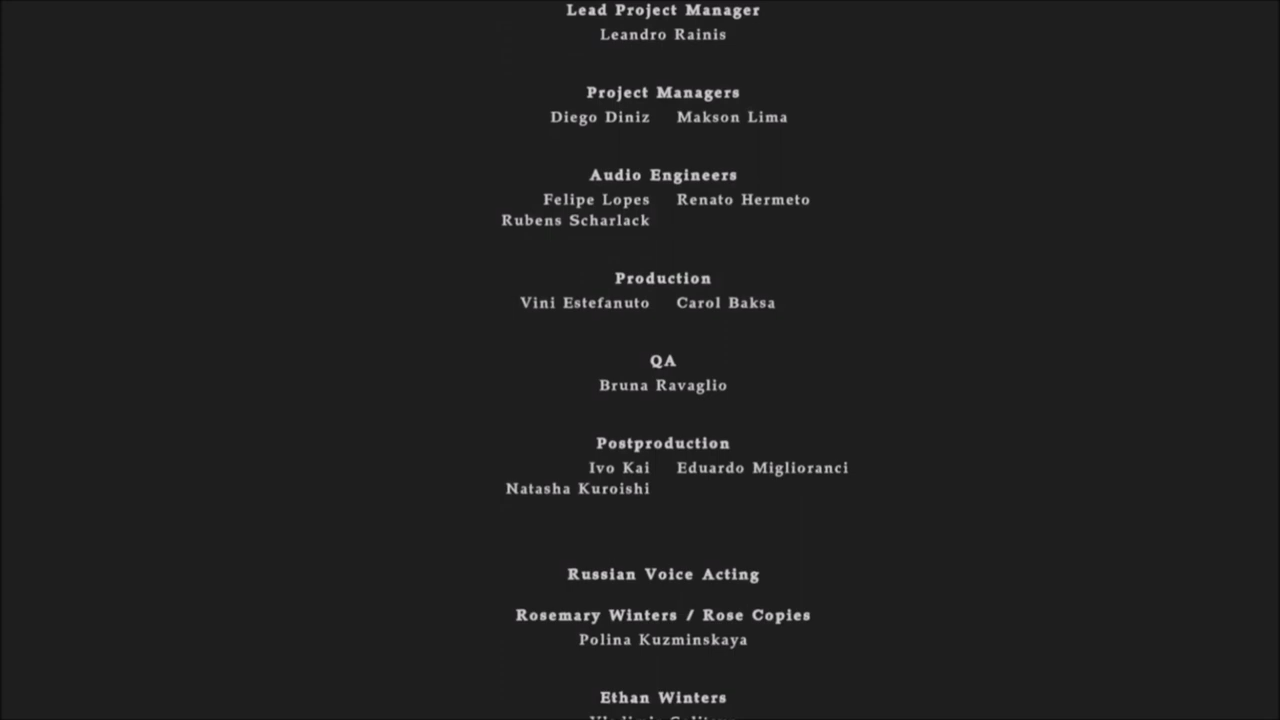 Lead Project Manager
Leandro Rainis
Project Managers
Diego Diniz Makson Lima
Audio Engineers
Felipe Lopes Renato Hermeto
Rubens Scharlack
Production
Vini Estefanuto Carol Baksa
QA
Bruna Ravaglio
Postproduction
Ivo Kai Eduardo Miglioranci
Natasha Kuroishi
Russian Voice Acting
Rosemary Winters / Rose Copies
Polina Kuzminskaya
Ethan Winters